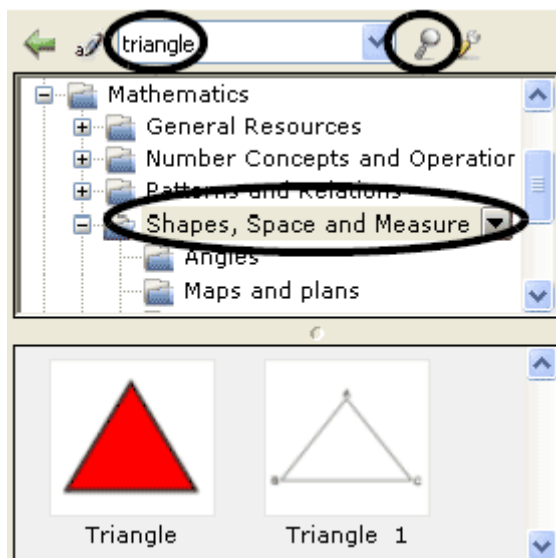 triangle
Mathematics
General Resources
Number Concepts and Operation
Patterns and Relations
Shapes, Space and Measure
Angles
Maps and plans
A
B
C
Triangle
Triangle 1